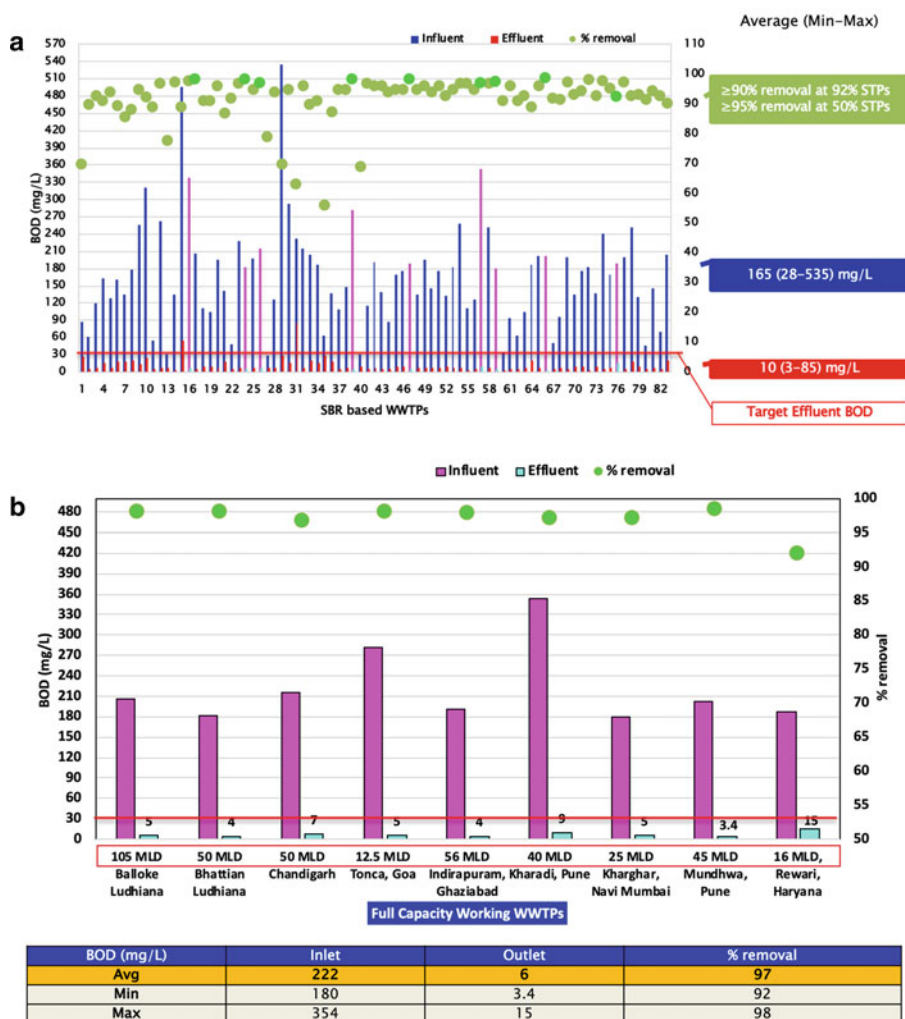 a
Influent Effluent % removal
Average (Min–Max)
BOD (mg/L)
570
540
510
480
450
420
390
360
330
300
270
240
210
180
150
120
90
60
30
0
110
100
90
80
70
60
50
40
30
20
10
0
1 4 7 10 13 16 19 22 25 28 31 34 37 40 43 46 49 52 55 58 61 64 67 70 73 76 79 82
SBR based WWTPs
≥90% removal at 92% STPs
≥95% removal at 50% STPs
165 (28–535) mg/L
10 (3–85) mg/L
Target Effluent BOD
b
Influent Effluent % removal
BOD (mg/L)
480
450
420
390
360
330
300
270
240
210
180
150
120
90
60
30
0
100
95
90
85
80
75
70
65
60
55
50
% removal
5 4 7 5 4 9 5 3.4 15
105 MLD 50 MLD 50 MLD 12.5 MLD 56 MLD 40 MLD 25 MLD 45 MLD 16 MLD,
Balloke Bhattian Chandigarh Tonca, Goa Indirapuram, Kharadi, Pune Kharghar, Mundhwa, Rewari,
Ludhiana Ludhiana Ghaziabad Navi Mumbai Pune Haryana
Full Capacity Working WWTPs
BOD (mg/L) Inlet Outlet % removal
Avg 222 6 97
Min 180 3.4 92
Max 354 15 98